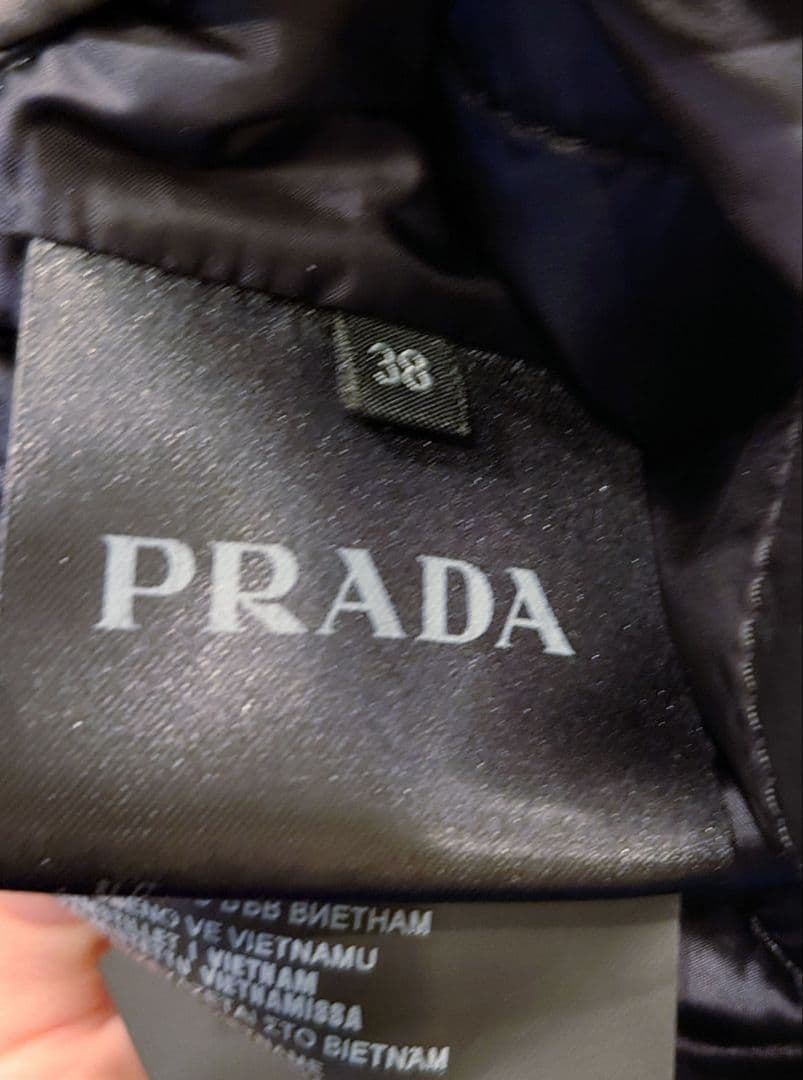 38
PRADA
ВИЕТНАМ
VE VIETNAMU
I VIETNAM
VIETNAMISSA
ΣΤΟ ΒΙΕΤΝΑΜ